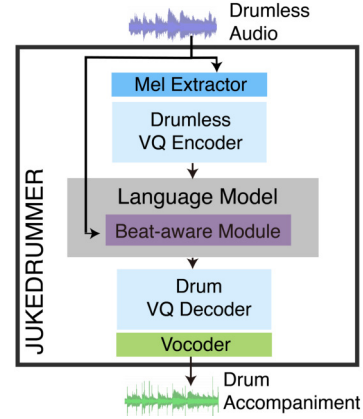 Drumless
Audio
Mel Extractor
Drumless
VQ Encoder
Language Model
Beat-aware Module
JUKEDRUMMER
Drum
VQ Decoder
Vocoder
Drum
Accompaniment